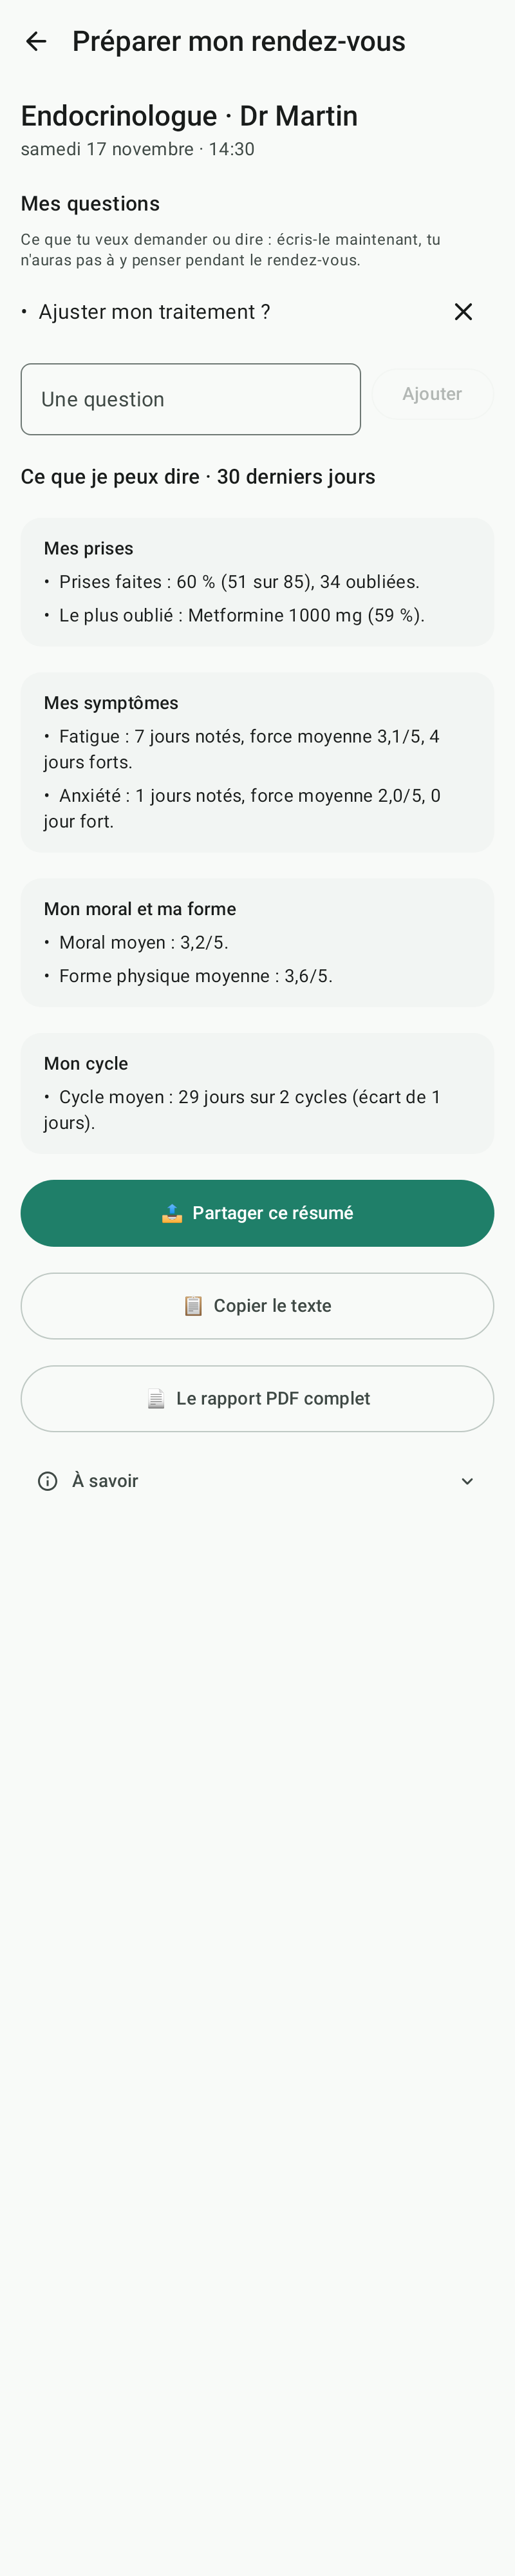 Préparer mon rendez-vous
Endocrinologue · Dr Martin
samedi 17 novembre · 14:30
Mes questions
Ce que tu veux demander ou dire : écris-le maintenant, tu
n'auras pas à y penser pendant le rendez-vous.
• Ajuster mon traitement ?
Une question
Ajouter
Ce que je peux dire · 30 derniers jours
Mes prises
• Prises faites : 60 % (51 sur 85), 34 oubliées.
• Le plus oublié : Metformine 1000 mg (59 %).
Mes symptômes
• Fatigue : 7 jours notés, force moyenne 3,1/5, 4
jours forts.
• Anxiété : 1 jours notés, force moyenne 2,0/5, 0
jour fort.
Mon moral et ma forme
• Moral moyen : 3,2/5.
• Forme physique moyenne : 3,6/5.
Mon cycle
• Cycle moyen : 29 jours sur 2 cycles (écart de 1
jours).
Partager ce résumé
Copier le texte
Le rapport PDF complet
À savoir